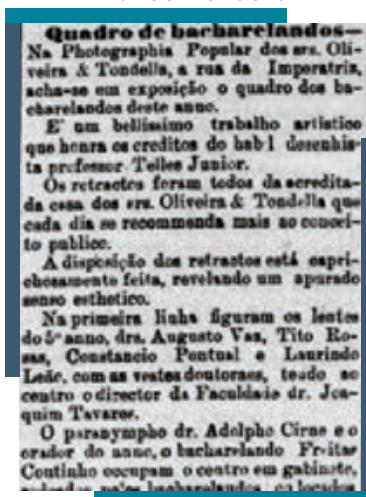 Quadro de bacharelandos—
Na Photographia Popular dos srs. Oli-
veira & Tondella, a rua da Imperatriz,
acha-se em exposição o quadro dos ba-
charelandos deste anno.
E' um bellissimo trabalho artistico
que honra os creditos do habil desenhis-
ta professor Telles Junior.
Os retractos foram todos da acredita-
da casa dos srs. Oliveira & Tondella que
cada dia se recommenda mais ao concei-
to publico.
A disposição dos retractos está capri-
chosamente feita, revelando um apurado
senso esthetico.
Na primeira linha figuram os lentes
do 5º anno, drs. Augusto Vaz, Tito Ro-
sas, Constancio Pontual e Laurindo
Leão, com as vestes doutoraes, tendo ao
centro o director da Faculdade dr. Joa-
quim Tavares.
O paranympho dr. Adolpho Cirne e o
orador do anno, o bacharelando Freitas
Coutinho occupam o centro em gabinete,
bacharelandos